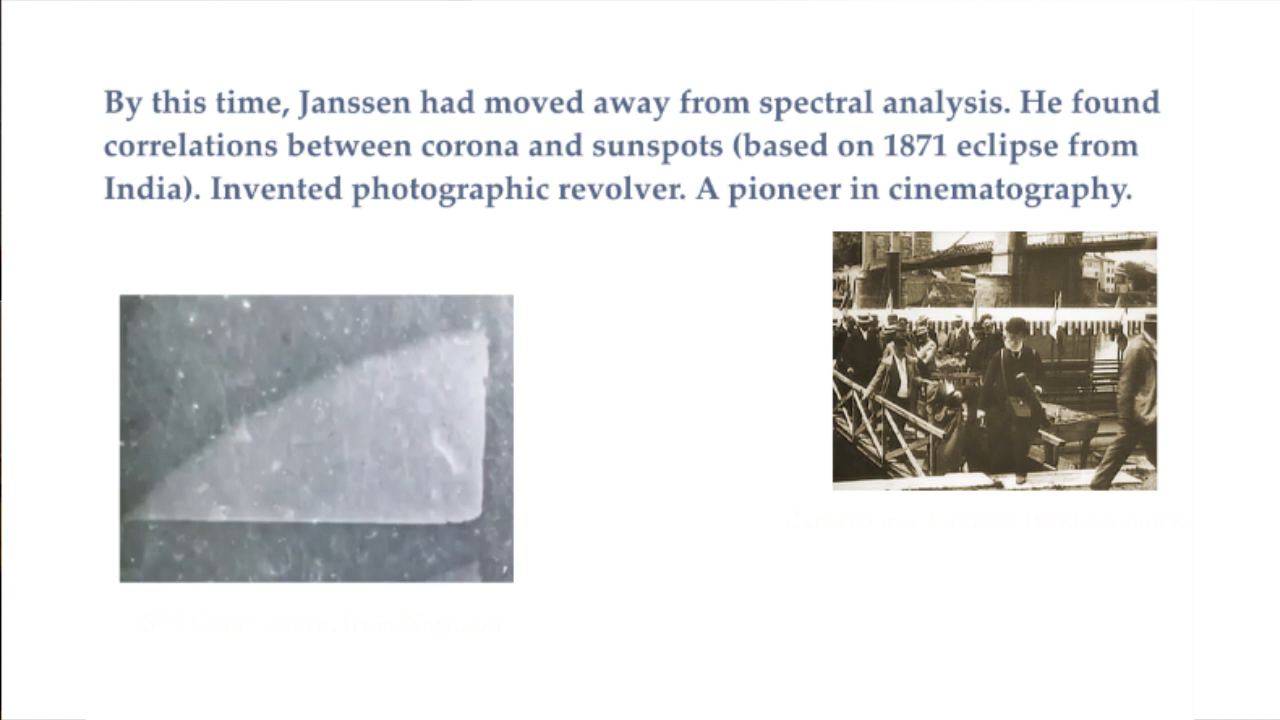 By this time, Janssen had moved away from spectral analysis. He found
correlations between corona and sunspots (based on 1871 eclipse from
India). Invented photographic revolver. A pioneer in cinematography.